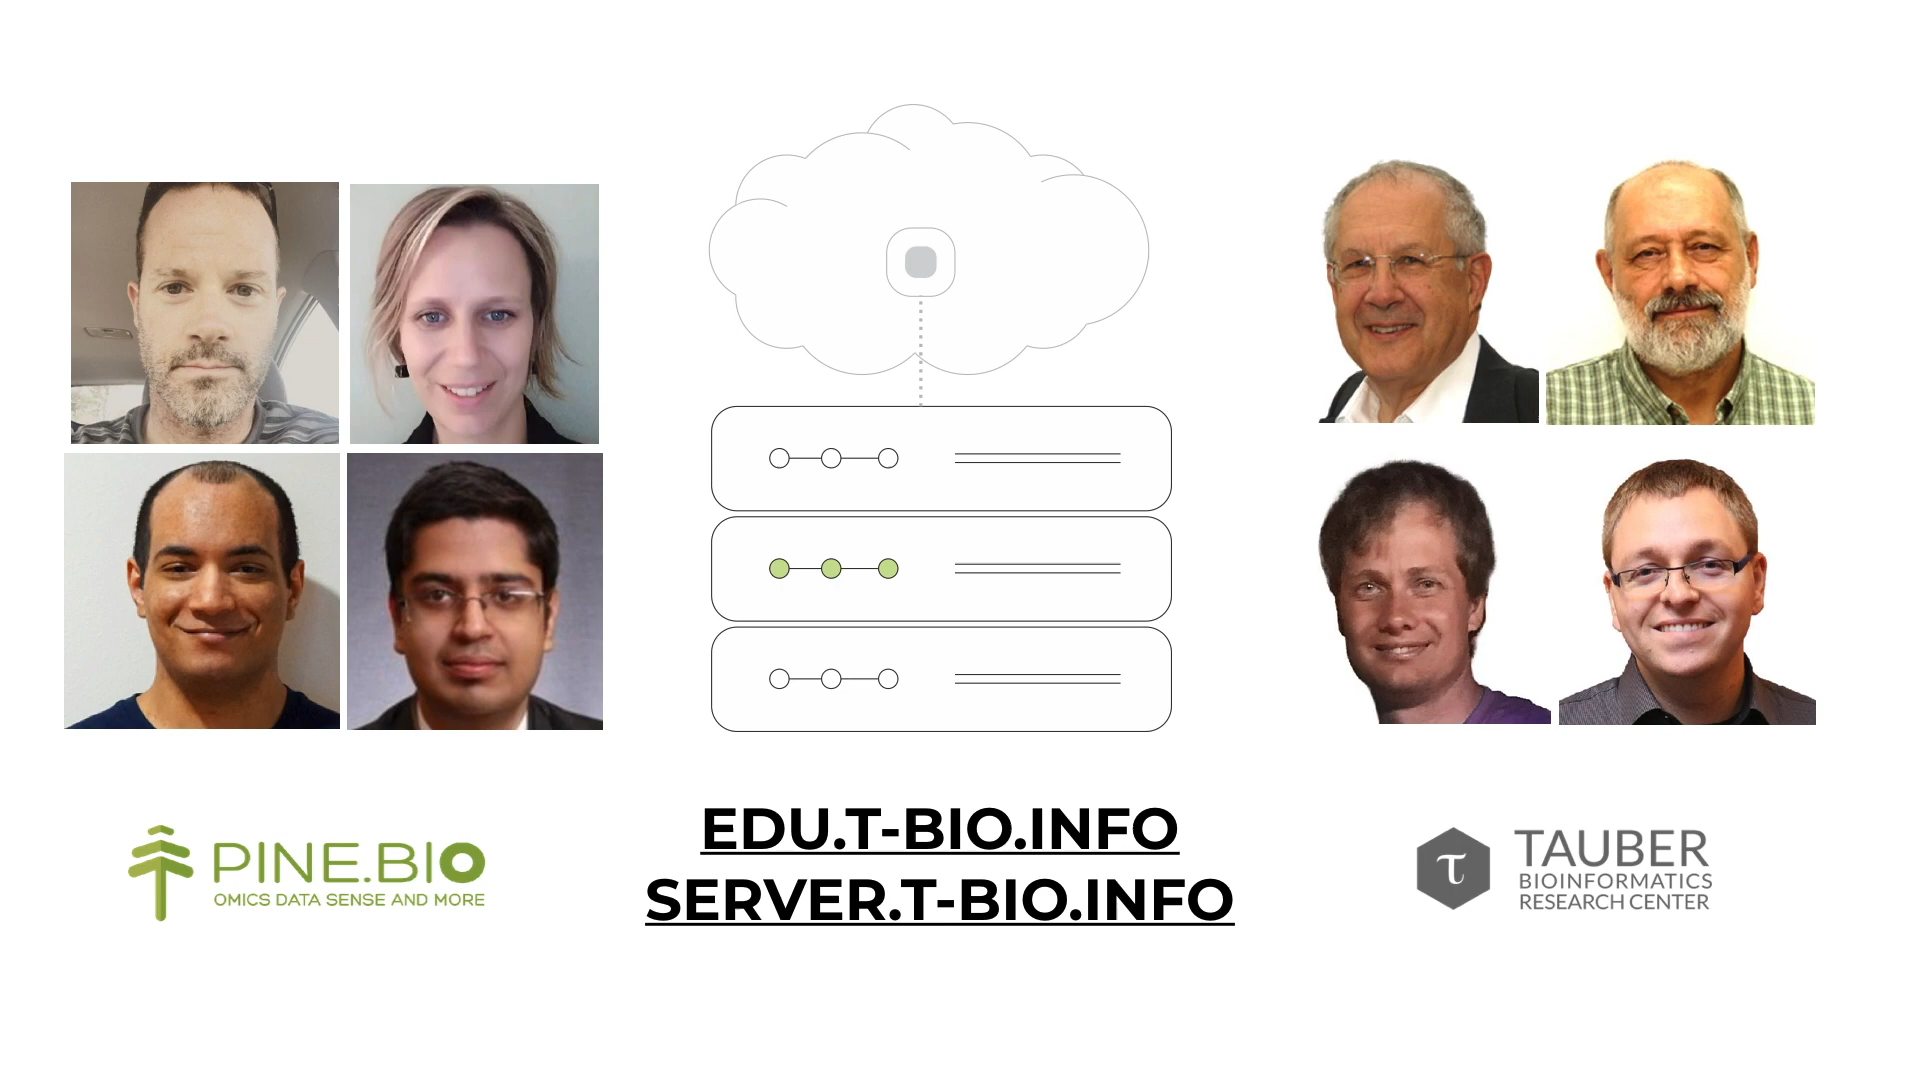 PINE.BIO
OMICS DATA SENSE AND MORE
EDU.T-BIO.INFO
SERVER.T-BIO.INFO
τ
TAUBER
BIOINFORMATICS
RESEARCH CENTER